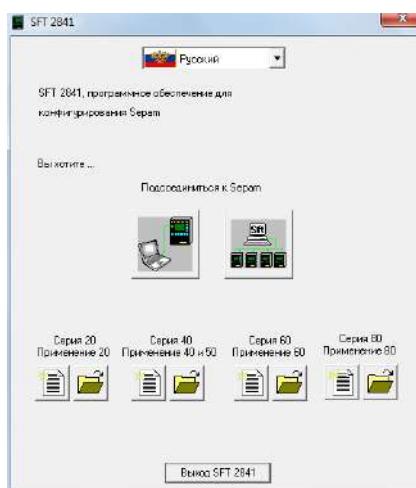 SFT 2841
Русский
SFT 2841, программное обеспечение для
конфигурирования Sepam
Вы хотите ...
Подсоединиться к Sepam
Sft
Серия 20
Применение 20
Серия 40
Применение 40 и 50
Серия 60
Применение 60
Серия 80
Применение 80
Выход SFT 2841